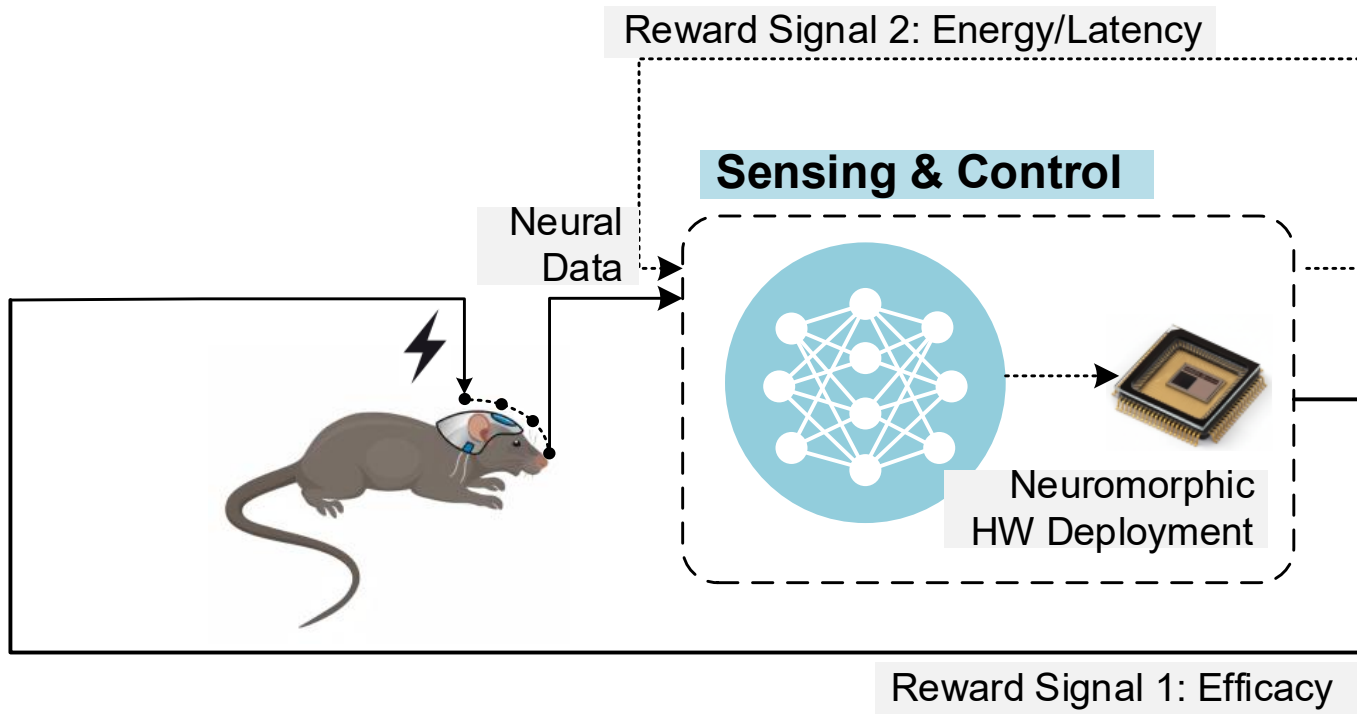 Reward Signal 2: Energy/Latency
Sensing & Control
Neural
Data
Neuromorphic
HW Deployment
Reward Signal 1: Efficacy